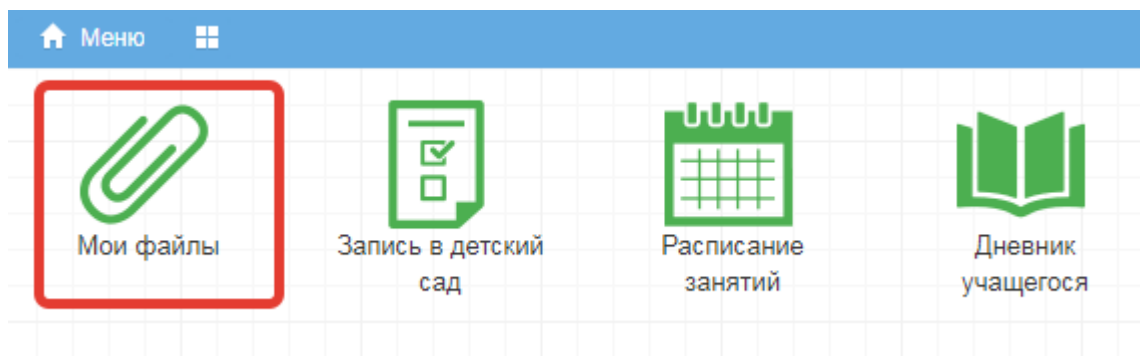 Меню
Мои файлы
Запись в детский
сад
Расписание
занятий
Дневник
учащегося